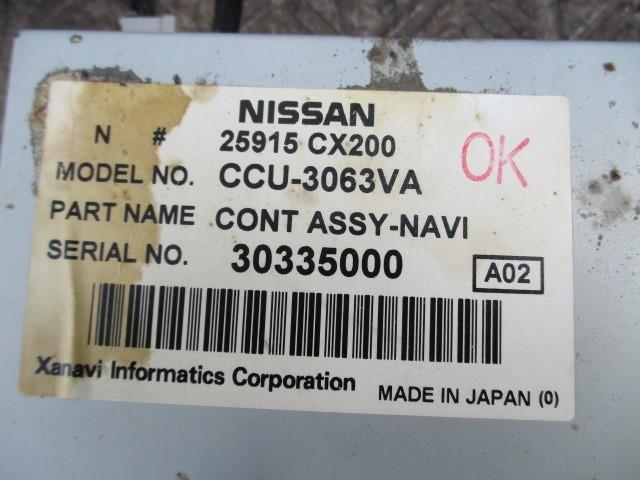 NISSAN
N # 25915 CX200
OK
MODEL NO. CCU-3063VA
PART NAME CONT ASSY-NAVI
SERIAL NO. 30335000
A02
Xanavi Informatics Corporation
MADE IN JAPAN (0)